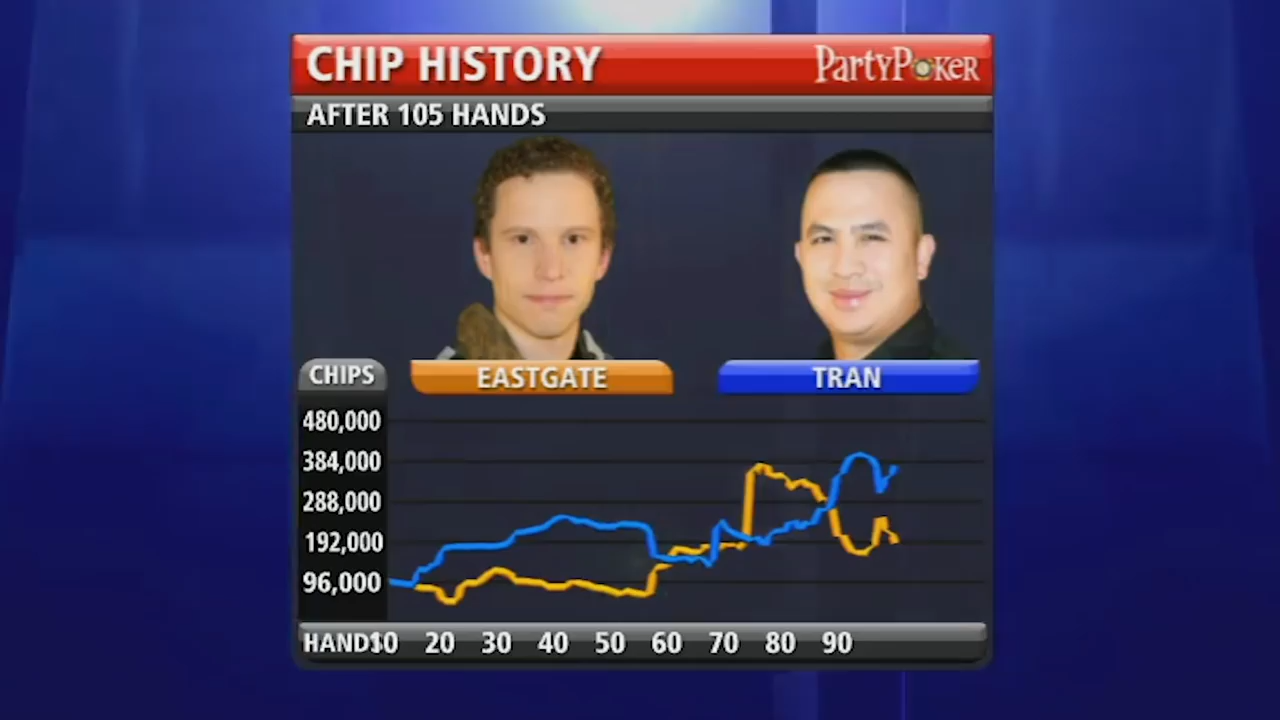 CHIP HISTORY
PartyPoker
AFTER 105 HANDS
CHIPS
EASTGATE
TRAN
480,000
384,000
288,000
192,000
96,000
HANDS 10 20 30 40 50 60 70 80 90